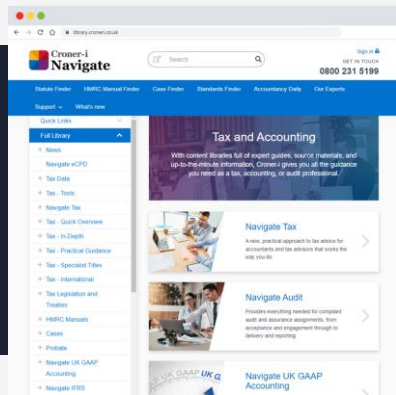 library.croneri.co.uk
Croner-i
Navigate
Search
Sign in
GET IN TOUCH
0800 231 5199
Statute Finder HMRC Manual Finder Case Finder Standards Finder Accountancy Daily Our Experts
Support What's new
Quick Links
Full Library
+ News
Navigate eCPD
+ Tax Data
+ Tax - Tools
+ Navigate Tax
+ Tax - Quick Overview
+ Tax - In-Depth
+ Tax - Practical Guidance
+ Tax - Specialist Titles
+ Tax - International
+ Tax Legislation and
Treaties
+ HMRC Manuals
+ Cases
+ Probate
+ Navigate UK GAAP
Accounting
+ Navigate IFRS
Tax and Accounting
With content libraries full of expert guides, source materials, and
up-to-the-minute information, Croner-i gives you all the guidance
you need as a tax, accounting, or audit professional.
Navigate Tax
A new, practical approach to tax advice for
accountants and tax advisors that works the
way you do.
Navigate Audit
Provides everything needed for compliant
audit and assurance assignments, from
acceptance and engagement through to
delivery and reporting.
UK GAAP UK G
Navigate UK GAAP
Accounting